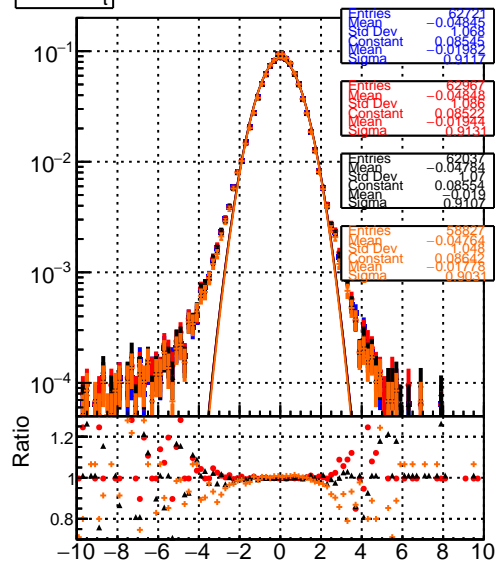 t
Entries 62721
Mean −0.04845
Std Dev 1.068
Constant 0.08545
Mean −0.01982
Sigma 0.9117
Entries 62967
Mean −0.04848
Std Dev 1.086
Constant 0.08522
Mean −0.01944
Sigma 0.9131
Entries 62037
Mean −0.04784
Std Dev 1.07
Constant 0.08554
Mean −0.019
Sigma 0.9107
Entries 58827
Mean −0.04764
Std Dev 1.048
Constant 0.08642
Mean −0.01778
Sigma 0.9031
10−1
10−2
10−3
10−4
Ratio
1.2
1
0.8
−10 −8 −6 −4 −2 0 2 4 6 8 10